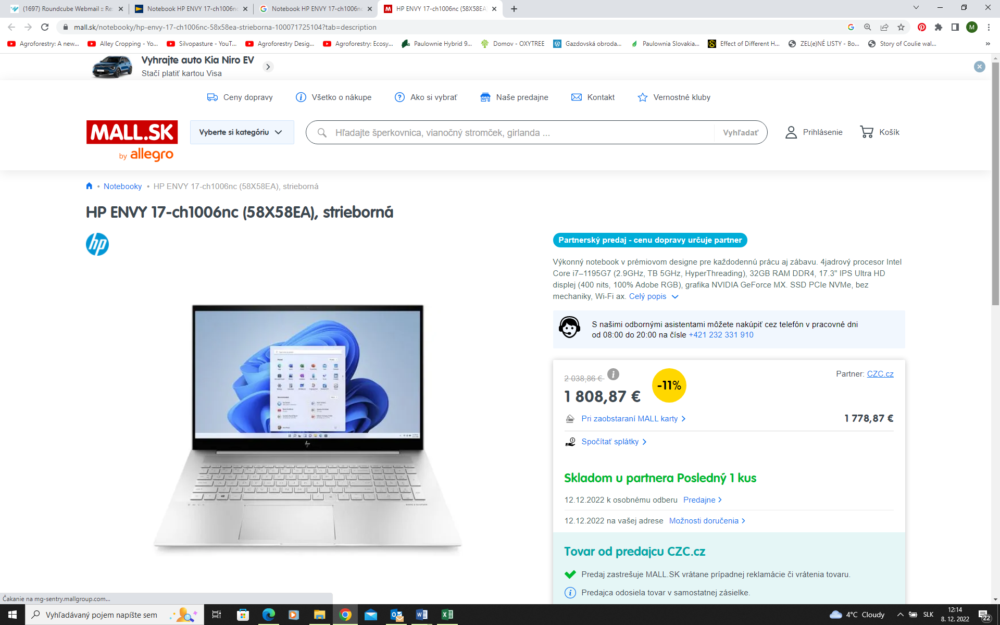 (1697) Roundcube Webmail :: Re:
Notebook HP ENVY 17-ch1006nc
Notebook HP ENVY 17-ch1006nc
HP ENVY 17-ch1006nc (58X58EA),
mall.sk/notebooky/hp-envy-17-ch1006nc-58x58ea-strieborna-100071725104?tab=description
M
Agroforestry: A new...
Alley Cropping - Yo...
Silvopasture - YouT...
Agroforestry Desig...
Agroforestry: Ecosy...
Paulownie Hybrid 9...
Domov - OXYTREE
Gazdovská obroda...
Paulownia Slovakia...
Effect of Different H...
ZEL(e)NÉ LISTY - Bo...
Story of Coulie wal...
»
Vyhrajte auto Kia Niro EV
Stačí platiť kartou Visa
Ceny dopravy
Všetko o nákupe
Ako si vybrať
Naše predajne
Kontakt
Vernostné kluby
MALL.SK
by allegro
Vyberte si kategóriu
Hľadajte šperkovnica, vianočný stromček, girlanda ...
Vyhľadať
Prihlásenie
Košík
• Notebooky • HP ENVY 17-ch1006nc (58X58EA), strieborná
HP ENVY 17-ch1006nc (58X58EA), strieborná
hp
Partnerský predaj - cenu dopravy určuje partner
Výkonný notebook v prémiovom designe pre každodennú prácu aj zábavu. 4jadrový procesor Intel
Core i7–1195G7 (2.9GHz, TB 5GHz, HyperThreading), 32GB RAM DDR4, 17.3" IPS Ultra HD
displej (400 nits, 100% Adobe RGB), grafika NVIDIA GeForce MX. SSD PCIe NVMe, bez
mechaniky, Wi-Fi ax. Celý popis
S našimi odbornými asistentami môžete nakúpiť cez telefón v pracovné dni
od 08:00 do 20:00 na čísle +421 232 331 910
2 038,86 €
-11%
Partner: CZC.cz
1 808,87 €
Pri zaobstaraní MALL karty
1 778,87 €
Spočítať splátky
Skladom u partnera Posledný 1 kus
12.12.2022 k osobnému odberu Predajne
12.12.2022 na vašej adrese Možnosti doručenia
Tovar od predajcu CZC.cz
Predaj zastrešuje MALL.SK vrátane prípadnej reklamácie či vrátenia tovaru.
Predajca odosiela tovar v samostatnej zásielke.
Čakanie na mg-sentry.mallgroup.com...
Vyhľadávaný pojem napíšte sem
4°C Cloudy
SLK
12:14
8. 12. 2022
22